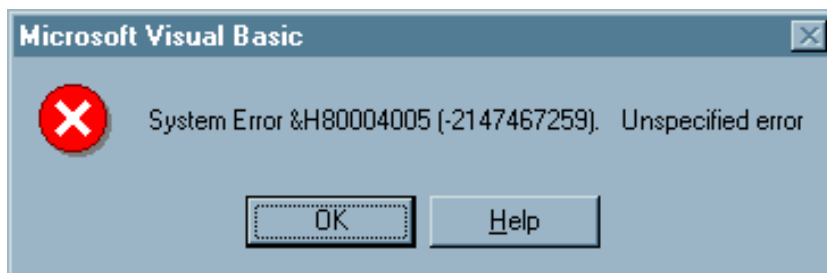 Microsoft Visual Basic
System Error &H80004005 (-2147467259).   Unspecified error
OK
Help